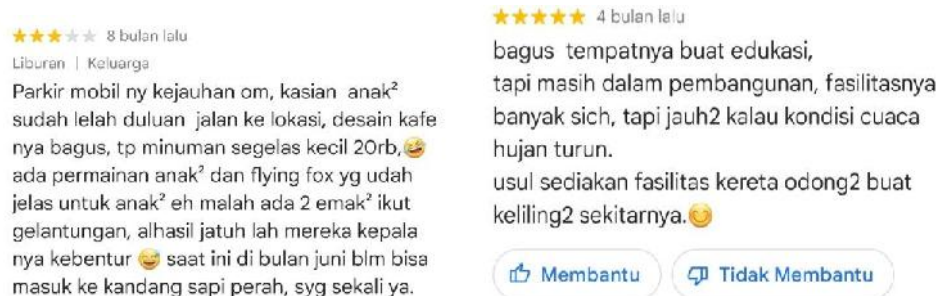 8 bulan lalu
Liburan | Keluarga
Parkir mobil ny kejauhan om, kasian anak²
sudah lelah duluan jalan ke lokasi, desain kafe
nya bagus, tp minuman segelas kecil 20rb,🤣
ada permainan anak² dan flying fox yg udah
jelas untuk anak² eh malah ada 2 emak² ikut
gelantungan, alhasil jatuh lah mereka kepala
nya kebentur 😅 saat ini di bulan juni blm bisa
masuk ke kandang sapi perah, syg sekali ya.
4 bulan lalu
bagus tempatnya buat edukasi,
tapi masih dalam pembangunan, fasilitasnya
banyak sich, tapi jauh2 kalau kondisi cuaca
hujan turun.
usul sediakan fasilitas kereta odong2 buat
keliling2 sekitarnya.😊
Membantu
Tidak Membantu